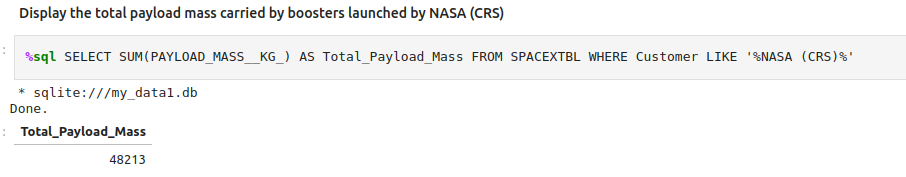 Display the total payload mass carried by boosters launched by NASA (CRS)
: %sql SELECT SUM(PAYLOAD_MASS__KG_) AS Total_Payload_Mass FROM SPACEXTBL WHERE Customer LIKE '%NASA (CRS)%'
* sqlite:///my_data1.db
Done.
: Total_Payload_Mass
48213